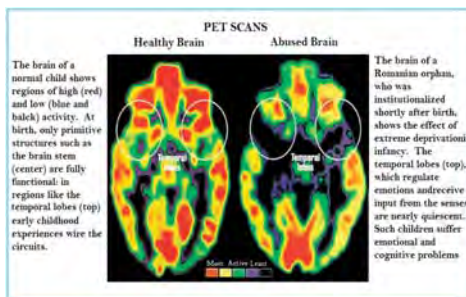 PET SCANS
Healthy Brain
Abused Brain
The brain of a
normal child shows
regions of high (red)
and low (blue and
balck) activity. At
birth, only primitive
structures such as
the brain stem
(center) are fully
functional: in
regions like the
temporal lobes (top)
early childhood
experiences wire the
circuits.
Temporal
lobes
Temporal
lobes
Most Active Least
The brain of a
Romanian orphan,
who was
institutionalized
shortly after birth,
shows the effect of
extreme deprivationi
infancy. The
temporal lobes (top),
which regulate
emotions andreceive
input from the senses
are nearly quiescent.
Such children suffer
emotional and
cognitive problems